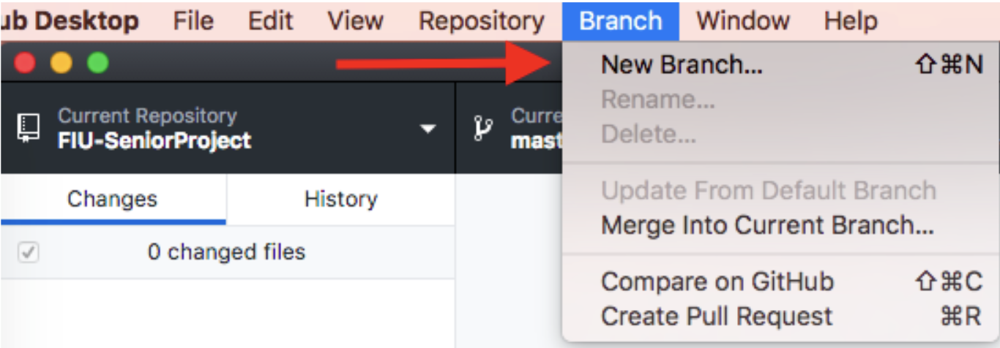 ub Desktop File Edit View Repository Branch Window Help
New Branch... ⇧⌘N
Rename...
Delete...
Update From Default Branch
Merge Into Current Branch...
Compare on GitHub ⇧⌘C
Create Pull Request ⌘R
Current Repository
FIU-SeniorProject
Curre
mast
Changes History
0 changed files